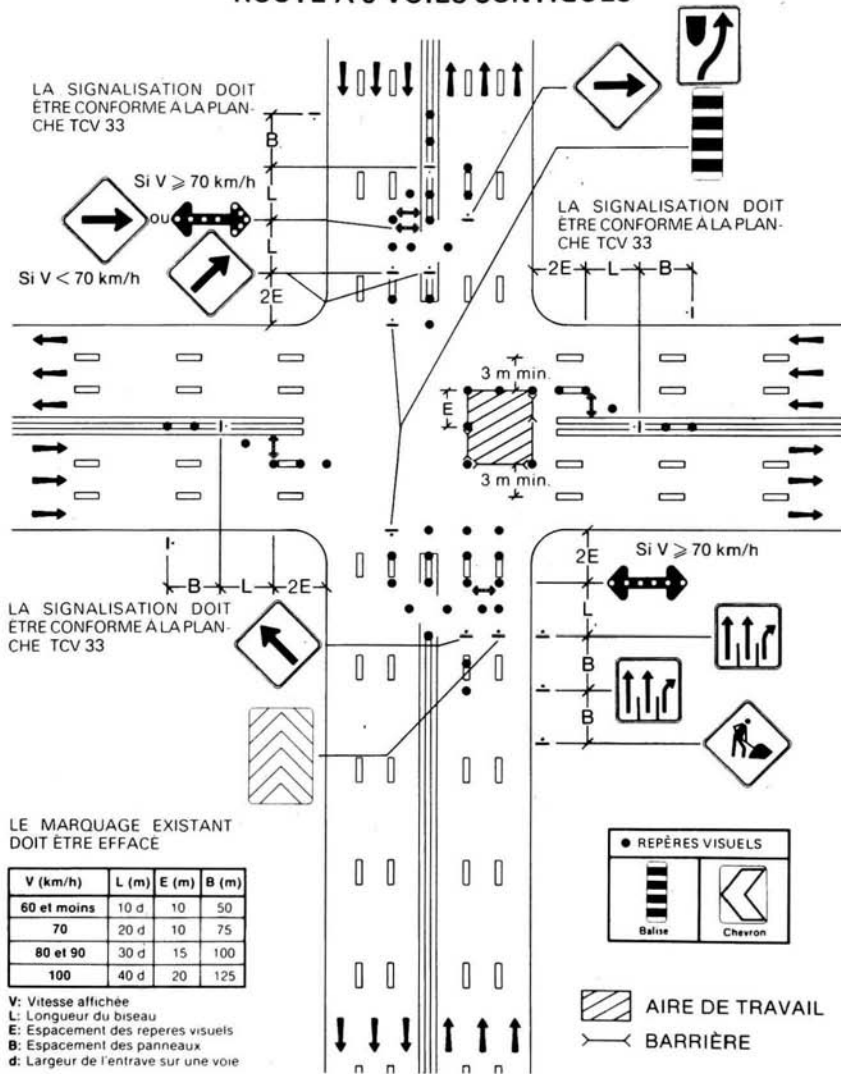 ROUTE À 6 VOIES CONTIGUËS
LA SIGNALISATION DOIT
ÊTRE CONFORME À LA PLAN-
CHE TCV 33
B
Si V ≥ 70 km/h
L
OU
L
Si V < 70 km/h
2E
LA SIGNALISATION DOIT
ÊTRE CONFORME À LA PLAN-
CHE TCV 33
2E L B
3 m min.
E
3 m min.
B L 2E
LA SIGNALISATION DOIT
ÊTRE CONFORME À LA PLAN-
CHE TCV 33
2E
Si V ≥ 70 km/h
L
B
B
LE MARQUAGE EXISTANT
DOIT ÊTRE EFFACÉ
V (km/h) L (m) E (m) B (m)
60 et moins 10 d 10 50
70 20 d 10 75
80 et 90 30 d 15 100
100 40 d 20 125
V: Vitesse affichée
L: Longueur du biseau
E: Espacement des reperes visuels
B: Espacement des panneaux
d: Largeur de l'entrave sur une voie
REPÈRES VISUELS
Balise Chevron
AIRE DE TRAVAIL
BARRIÈRE